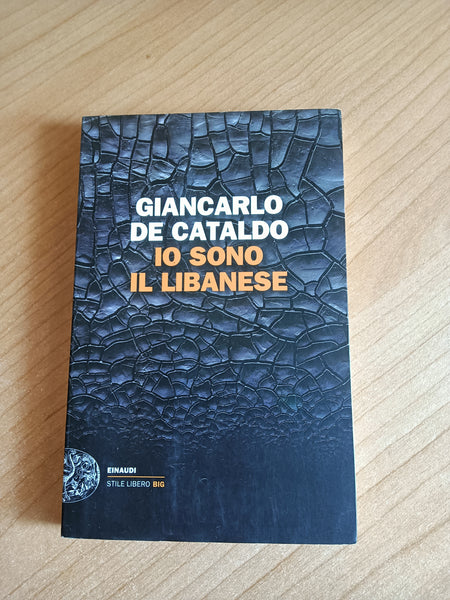 GIANCARLO
DE CATALDO
IO SONO
IL LIBANESE
EINAUDI
STILE LIBERO BIG